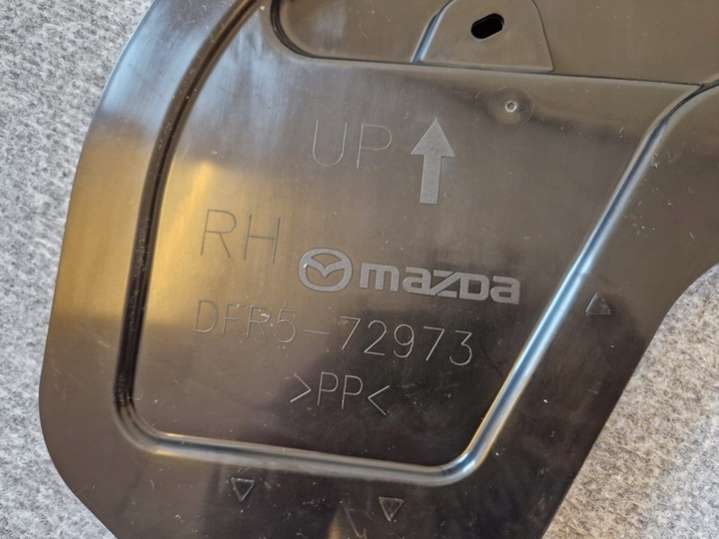 UP
RH
mazda
DFR5-72973
>PP<